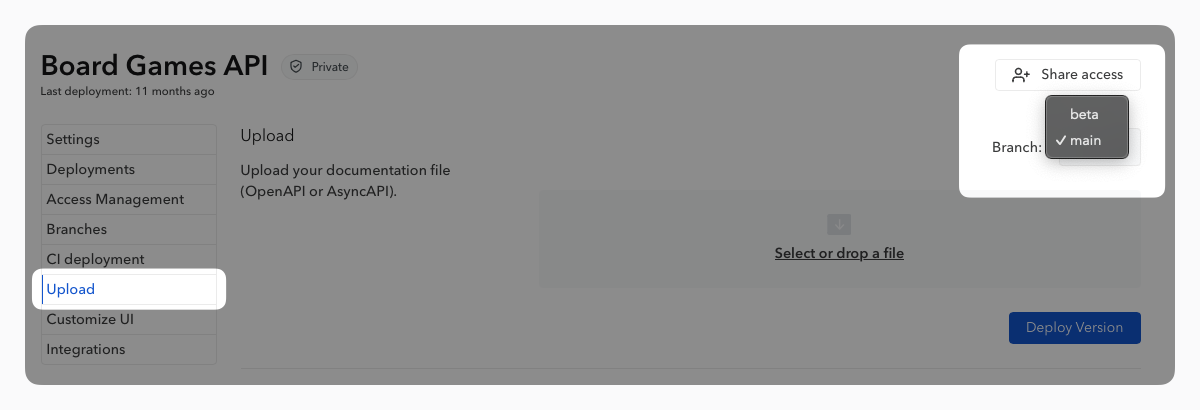 Board Games API
Private
Last deployment: 11 months ago
Share access
beta
✓ main
Branch:
Settings
Deployments
Access Management
Branches
CI deployment
Upload
Customize UI
Integrations
Upload
Upload your documentation file
(OpenAPI or AsyncAPI).
Select or drop a file
Deploy Version